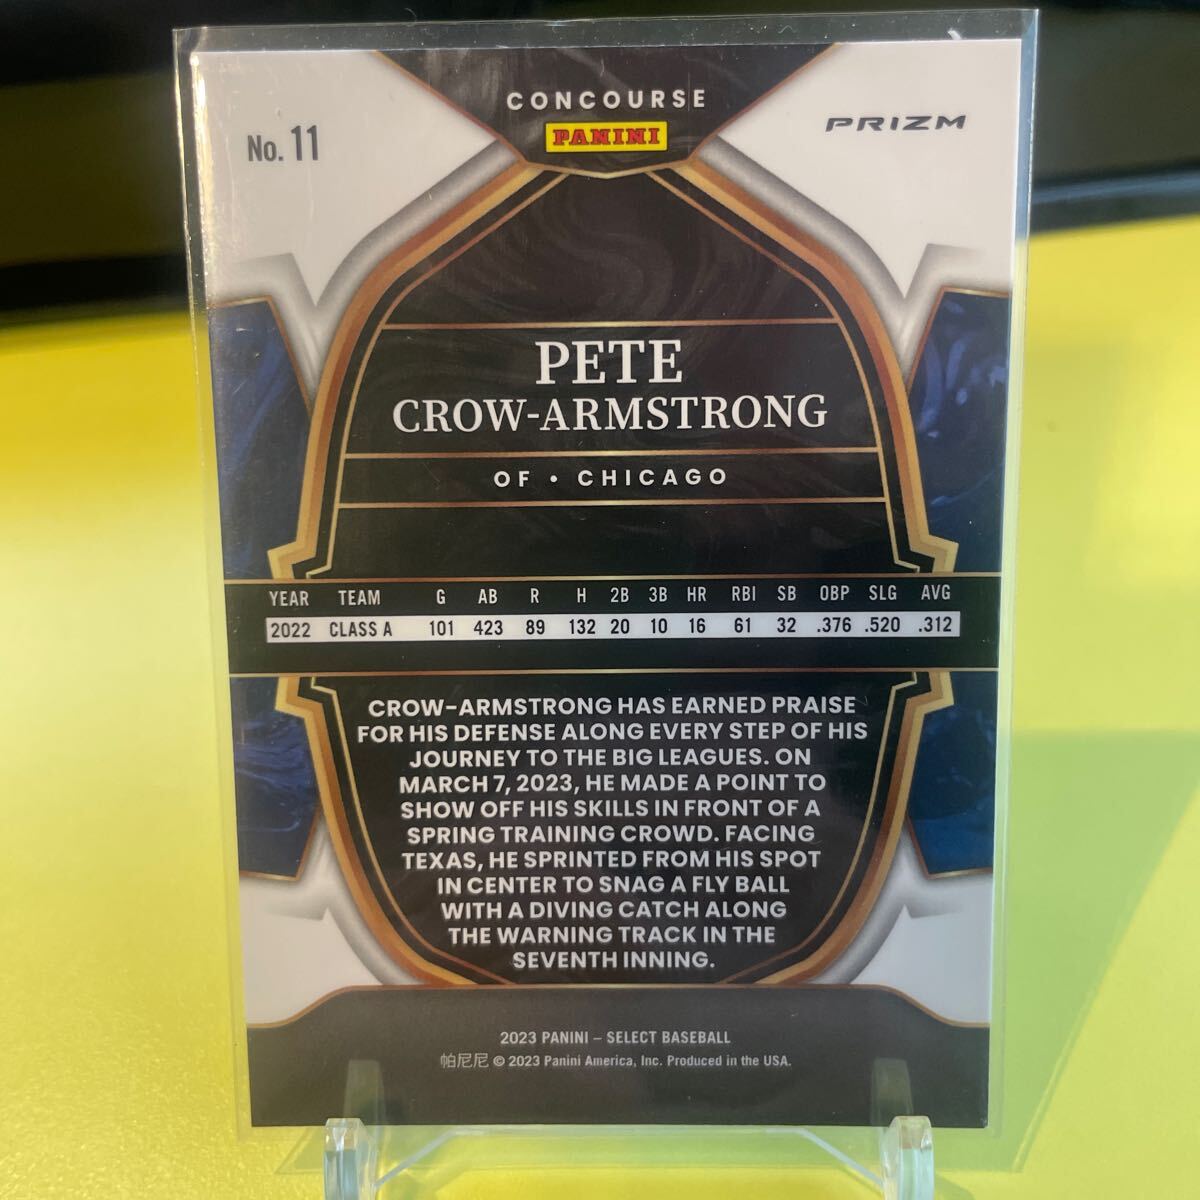 CONCOURSE
PANINI
No. 11
PRIZM
PETE
CROW-ARMSTRONG
OF • CHICAGO
YEAR TEAM G AB R H 2B 3B HR RBI SB OBP SLG AVG
2022 CLASS A 101 423 89 132 20 10 16 61 32 .376 .520 .312
CROW-ARMSTRONG HAS EARNED PRAISE
FOR HIS DEFENSE ALONG EVERY STEP OF HIS
JOURNEY TO THE BIG LEAGUES. ON
MARCH 7, 2023, HE MADE A POINT TO
SHOW OFF HIS SKILLS IN FRONT OF A
SPRING TRAINING CROWD. FACING
TEXAS, HE SPRINTED FROM HIS SPOT
IN CENTER TO SNAG A FLY BALL
WITH A DIVING CATCH ALONG
THE WARNING TRACK IN THE
SEVENTH INNING.
2023 PANINI – SELECT BASEBALL
帕尼尼 © 2023 Panini America, Inc. Produced in the USA.